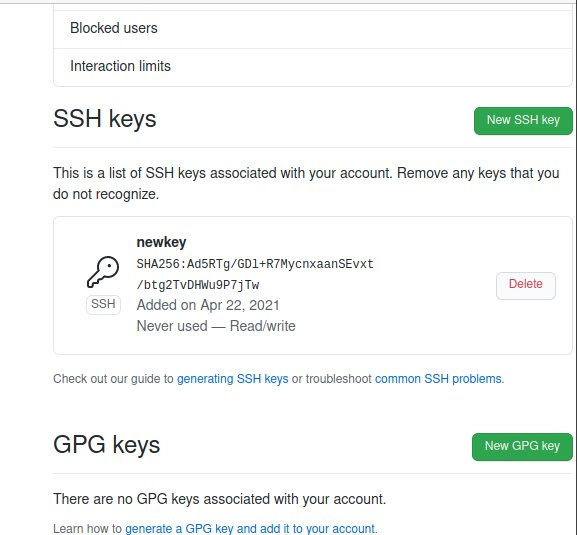 Blocked users
Interaction limits
SSH keys
New SSH key
This is a list of SSH keys associated with your account. Remove any keys that you
do not recognize.
newkey
SHA256:Ad5RTg/GDl+R7MycnxaanSEvxt
/btg2TvDHWu9P7jTw
SSH
Added on Apr 22, 2021
Never used — Read/write
Delete
Check out our guide to generating SSH keys or troubleshoot common SSH problems.
GPG keys
New GPG key
There are no GPG keys associated with your account.
Learn how to generate a GPG key and add it to your account.